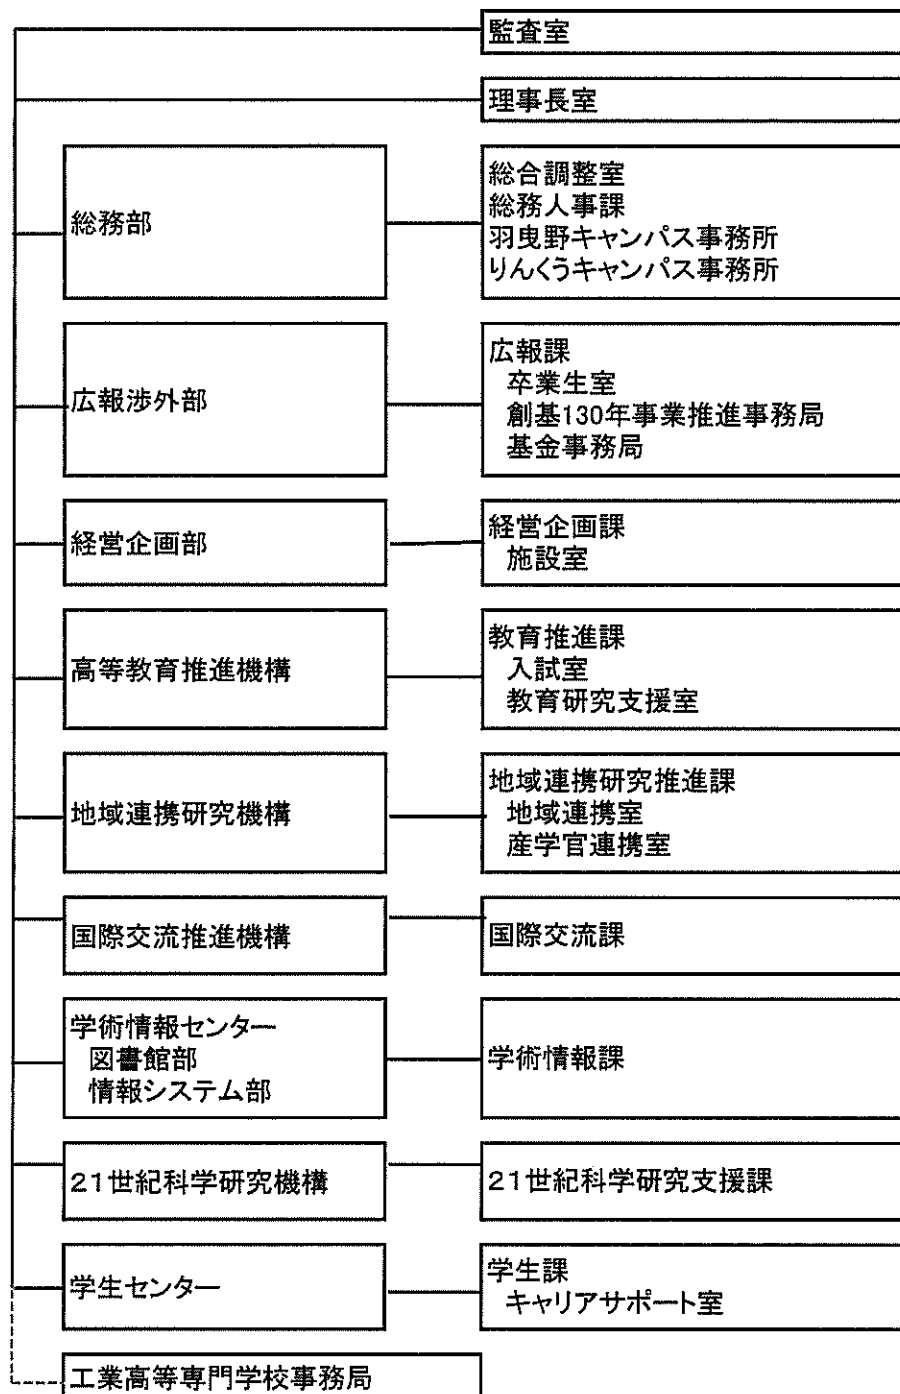 監査室
理事長室
総務部
総合調整室
総務人事課
羽曳野キャンパス事務所
りんくうキャンパス事務所
広報渉外部
広報課
卒業生室
創基130年事業推進事務局
基金事務局
経営企画部
経営企画課
施設室
高等教育推進機構
教育推進課
入試室
教育研究支援室
地域連携研究機構
地域連携研究推進課
地域連携室
産学官連携室
国際交流推進機構
国際交流課
学術情報センター
図書館部
情報システム部
学術情報課
21世紀科学研究機構
21世紀科学研究支援課
学生センター
学生課
キャリアサポート室
工業高等専門学校事務局